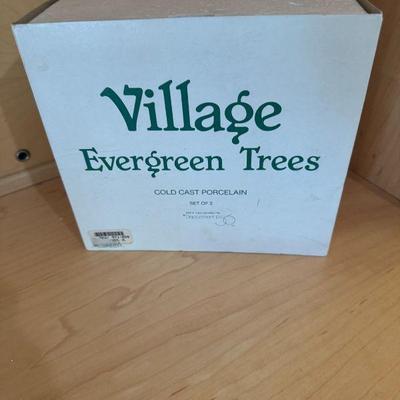 Village
Evergreen Trees
COLD CAST PORCELAIN
SET OF 3
Department 56